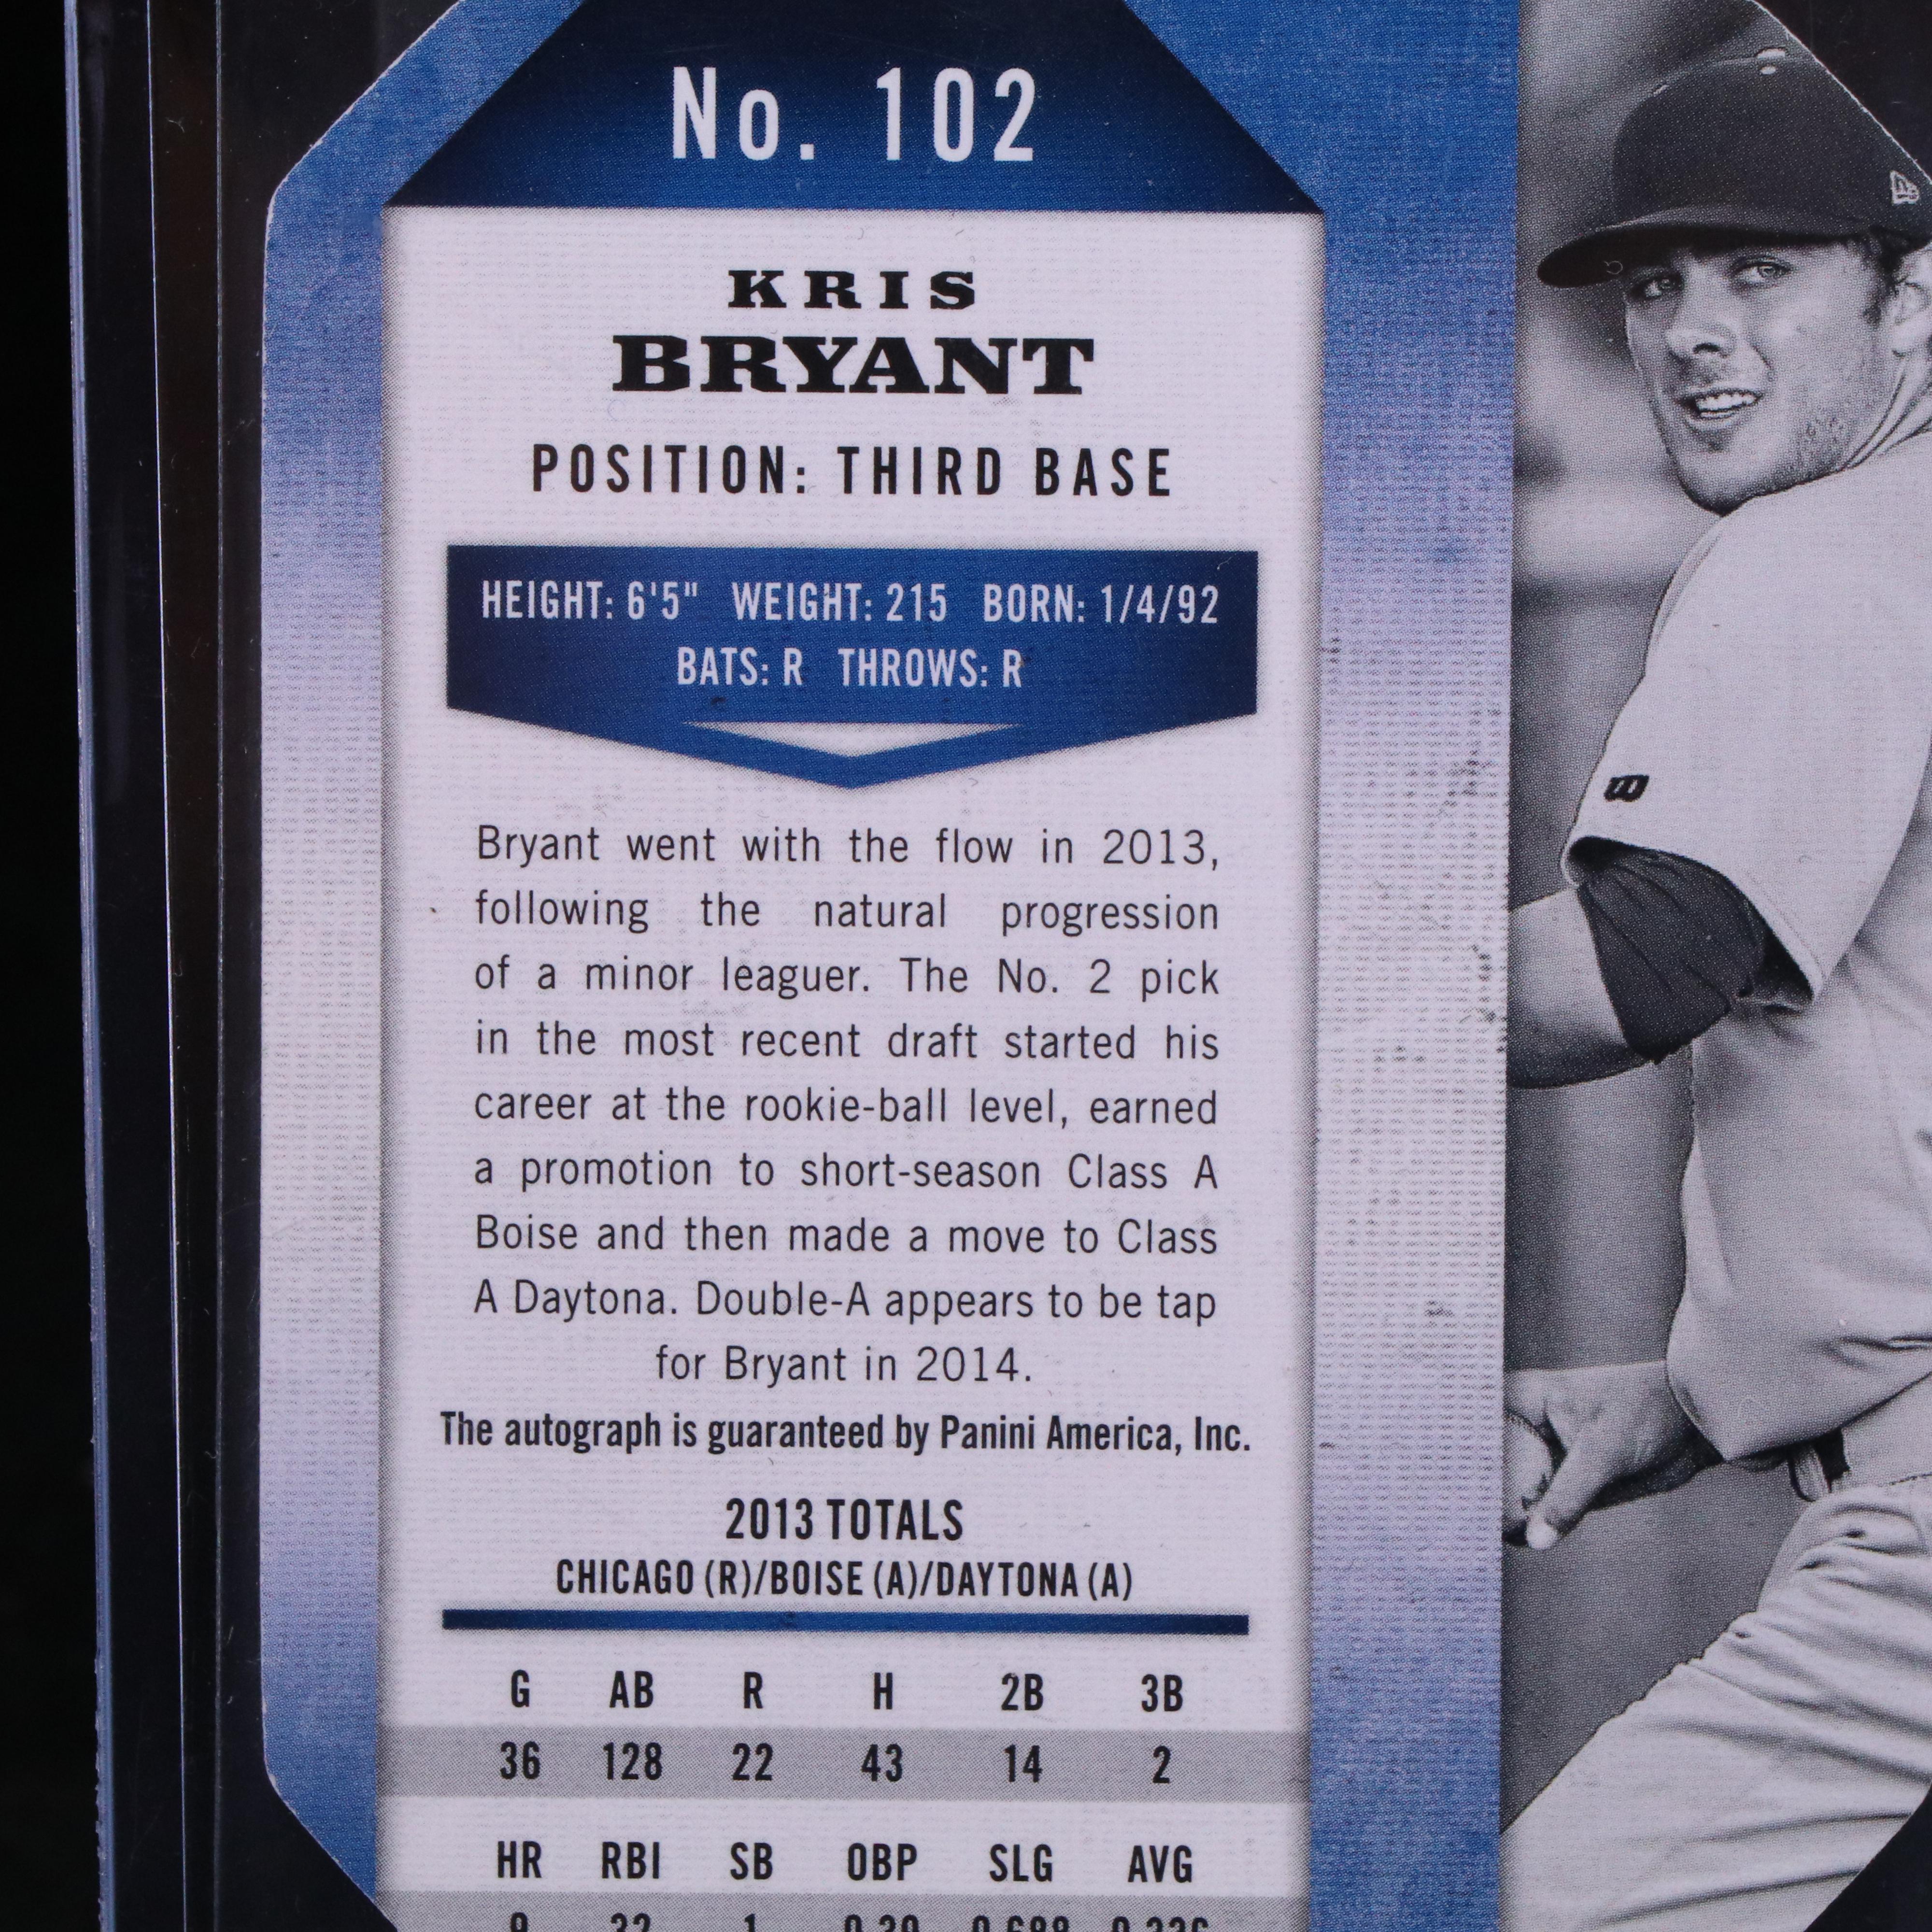 No. 102
KRIS
BRYANT
POSITION: THIRD BASE
HEIGHT: 6'5" WEIGHT: 215 BORN: 1/4/92
BATS: R THROWS: R
Bryant went with the flow in 2013,
following the natural progression
of a minor leaguer. The No. 2 pick
in the most recent draft started his
career at the rookie-ball level, earned
a promotion to short-season Class A
Boise and then made a move to Class
A Daytona. Double-A appears to be tap
for Bryant in 2014.
The autograph is guaranteed by Panini America, Inc.
2013 TOTALS
CHICAGO (R)/BOISE (A)/DAYTONA (A)
G AB R H 2B 3B
36 128 22 43 14 2
HR RBI SB OBP SLG AVG